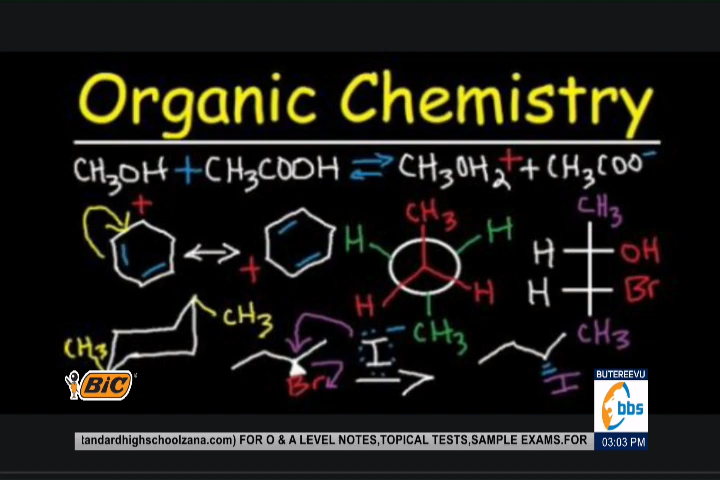 Organic Chemistry
CH₃OH + CH₃COOH ⇌ CH₃OH₂⁺ + CH₃COO⁻
+
+
CH₃
H
H
H
H
CH₃
CH₃
H OH
H Br
CH₃
CH₃
CH₃
Br
I⁻
I
BiC
BUTEREEVU
bbs
03:03 PM
tandardhighschoolzana.com) FOR O & A LEVEL NOTES,TOPICAL TESTS,SAMPLE EXAMS.FOR